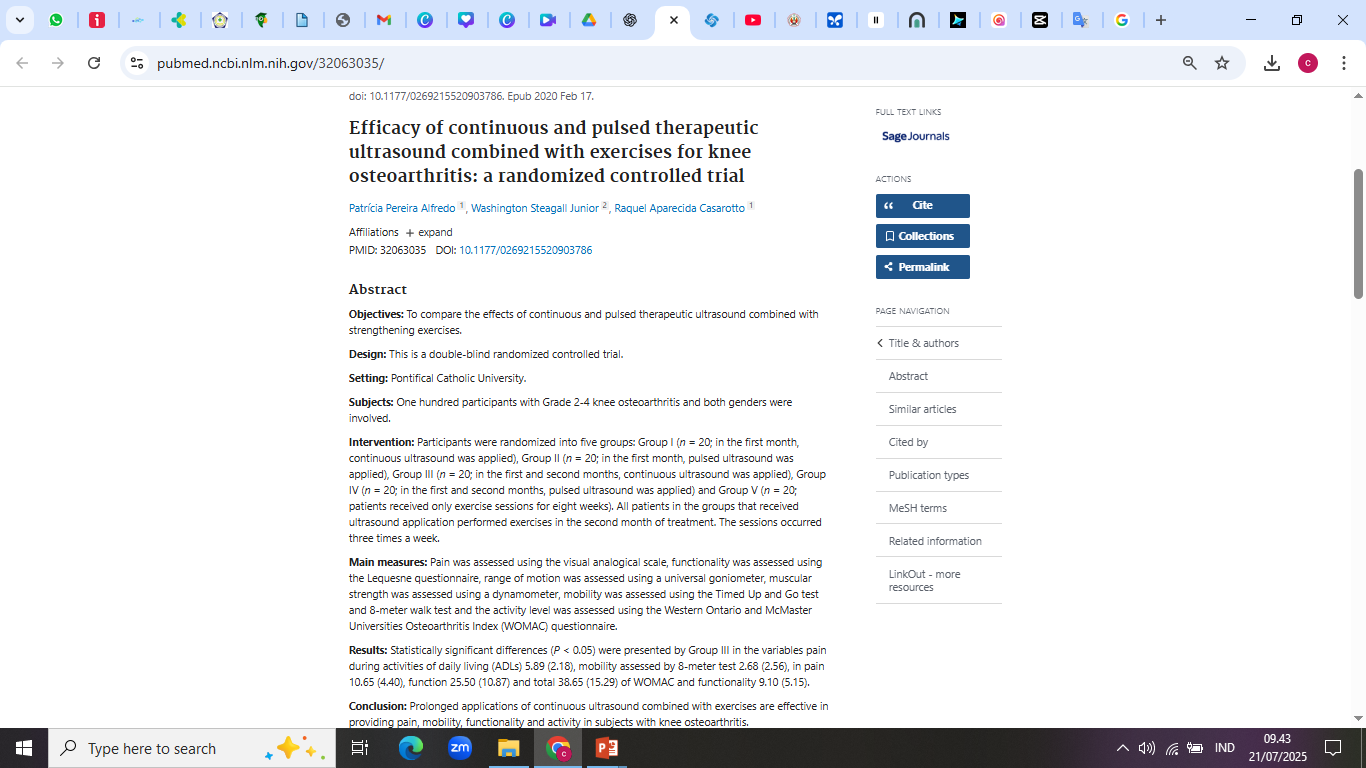 pubmed.ncbi.nlm.nih.gov/32063035/
doi: 10.1177/0269215520903786. Epub 2020 Feb 17.
Efficacy of continuous and pulsed therapeutic
ultrasound combined with exercises for knee
osteoarthritis: a randomized controlled trial
Patrícia Pereira Alfredo 1, Washington Steagall Junior 2, Raquel Aparecida Casarotto 1
Affiliations + expand
PMID: 32063035 DOI: 10.1177/0269215520903786
Abstract
Objectives: To compare the effects of continuous and pulsed therapeutic ultrasound combined with
strengthening exercises.
Design: This is a double-blind randomized controlled trial.
Setting: Pontifical Catholic University.
Subjects: One hundred participants with Grade 2-4 knee osteoarthritis and both genders were
involved.
Intervention: Participants were randomized into five groups: Group I (n = 20; in the first month,
continuous ultrasound was applied), Group II (n = 20; in the first month, pulsed ultrasound was
applied), Group III (n = 20; in the first and second months, continuous ultrasound was applied), Group
IV (n = 20; in the first and second months, pulsed ultrasound was applied) and Group V (n = 20;
patients received only exercise sessions for eight weeks). All patients in the groups that received
ultrasound application performed exercises in the second month of treatment. The sessions occurred
three times a week.
Main measures: Pain was assessed using the visual analogical scale, functionality was assessed using
the Lequesne questionnaire, range of motion was assessed using a universal goniometer, muscular
strength was assessed using a dynamometer, mobility was assessed using the Timed Up and Go test
and 8-meter walk test and the activity level was assessed using the Western Ontario and McMaster
Universities Osteoarthritis Index (WOMAC) questionnaire.
Results: Statistically significant differences (P < 0.05) were presented by Group III in the variables pain
during activities of daily living (ADLs) 5.89 (2.18), mobility assessed by 8-meter test 2.68 (2.56), in pain
10.65 (4.40), function 25.50 (10.87) and total 38.65 (15.29) of WOMAC and functionality 9.10 (5.15).
Conclusion: Prolonged applications of continuous ultrasound combined with exercises are effective in
providing pain, mobility, functionality and activity in subjects with knee osteoarthritis.
FULL TEXT LINKS
Sage Journals
ACTIONS
Cite
Collections
Permalink
PAGE NAVIGATION
Title & authors
Abstract
Similar articles
Cited by
Publication types
MeSH terms
Related information
LinkOut - more
resources
Type here to search
zm
IND
09.43
21/07/2025